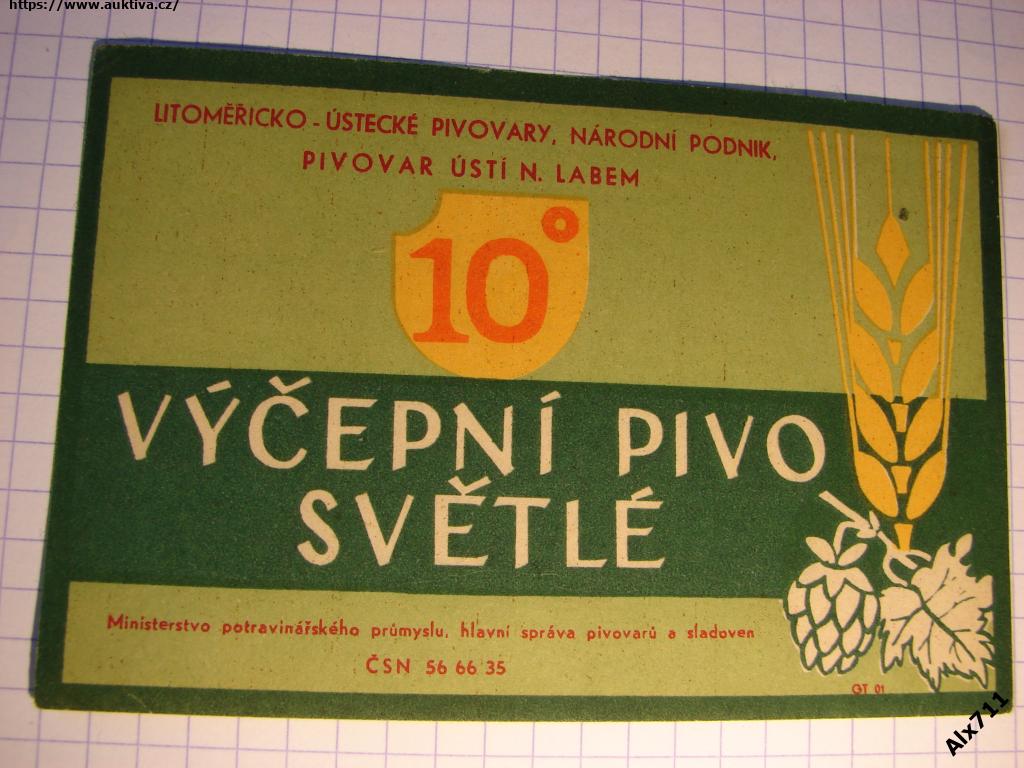 https://www.auktiva.cz/
LITOMĚŘICKO - ÚSTECKÉ PIVOVARY, NÁRODNÍ PODNIK,
PIVOVAR ÚSTÍ N. LABEM
10°
VÝČEPNÍ PIVO
SVĚTLÉ
Ministerstvo potravinářského průmyslu, hlavní správa pivovarů a sladoven
ČSN 56 66 35
GT 01
Alx711